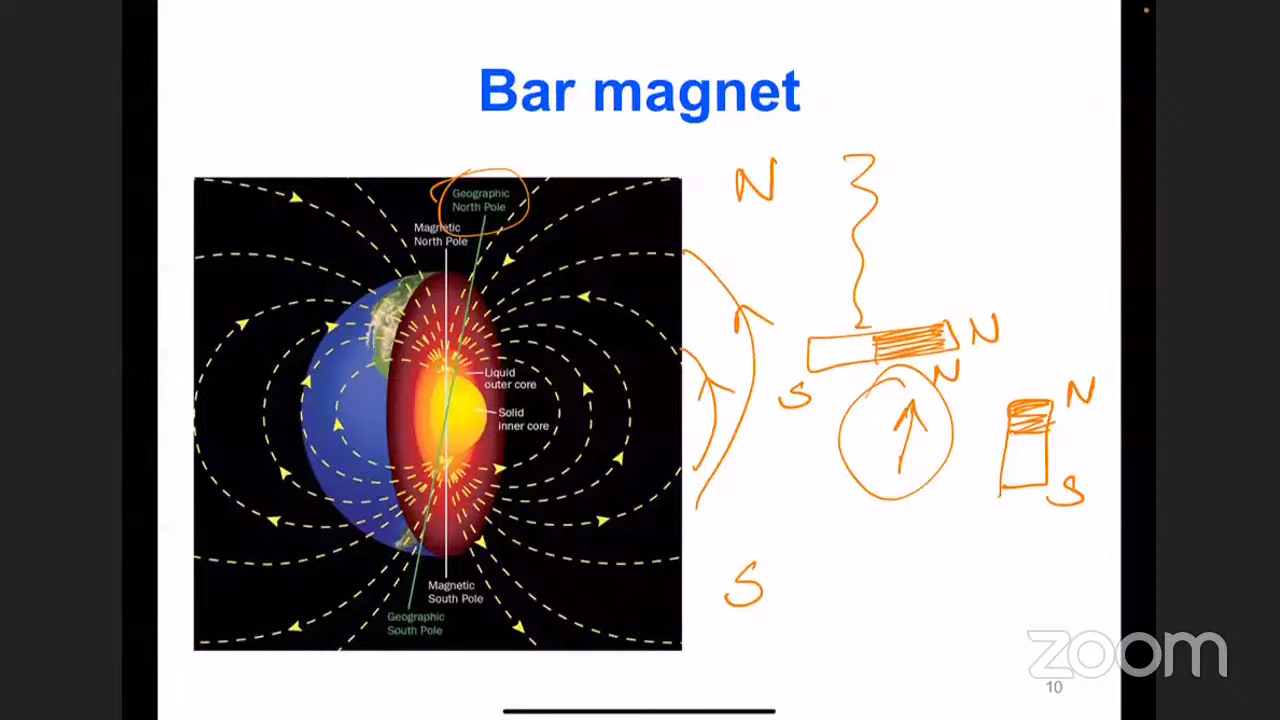 Bar magnet
Geographic
North Pole
Magnetic
North Pole
Liquid
outer core
Solid
inner core
Magnetic
South Pole
Geographic
South Pole
N
N
S
N
N
S
S
zoom
10